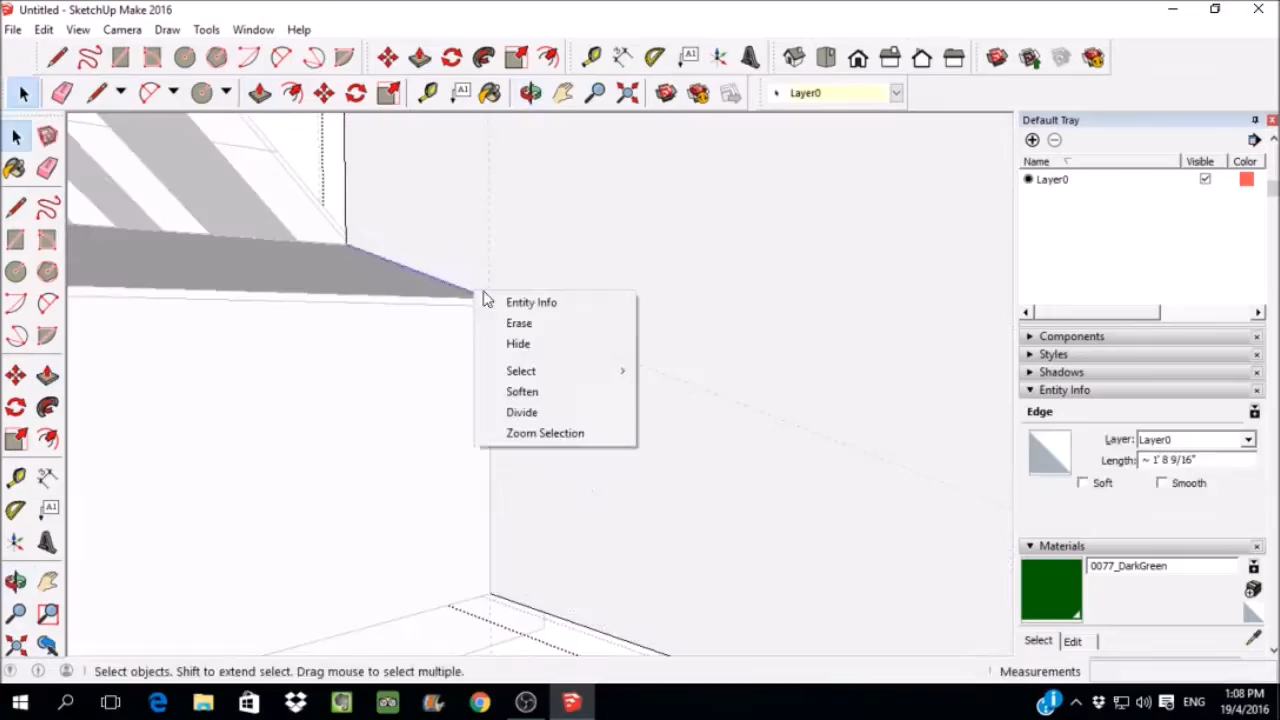 Untitled - SketchUp Make 2016
File Edit View Camera Draw Tools Window Help
A1
A1
Layer0
Default Tray
Name Visible Color
Layer0
Entity Info
Erase
Hide
Select
Soften
Divide
Zoom Selection
Components
Styles
Shadows
Entity Info
Edge
Layer: Layer0
Length: ~ 1' 8 9/16"
Soft Smooth
A1
Materials
0077_DarkGreen
Select Edit
Select objects. Shift to extend select. Drag mouse to select multiple.
Measurements
ENG
1:08 PM
19/4/2016